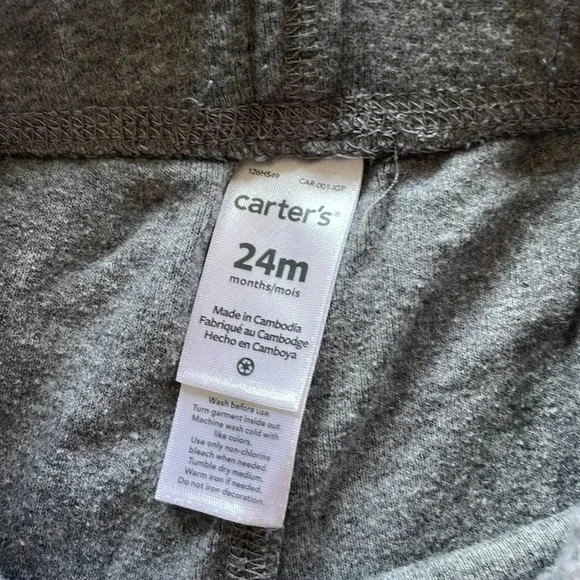 126H549 CAR-001-IGP
carter's®
24m
months/mois
Made in Cambodia
Fabriqué au Cambodge
Hecho en Camboya
Wash before use.
Turn garment inside out.
Machine wash cold with
like colors.
Use only non-chlorine
bleach when needed.
Tumble dry medium.
Warm iron if needed.
Do not iron decoration.